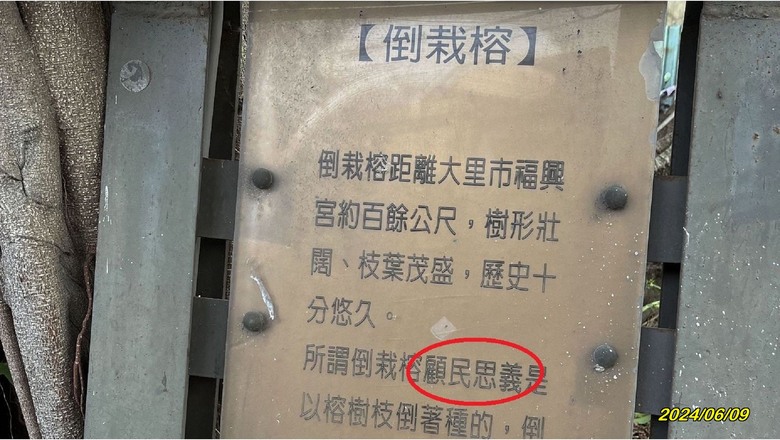 【倒栽榕】
倒栽榕距離大里市福興
宮約百餘公尺，樹形壯
闊、枝葉茂盛，歷史十
分悠久。
所謂倒栽榕顧民思義是
以榕樹枝倒著種的，倒
2024/06/09